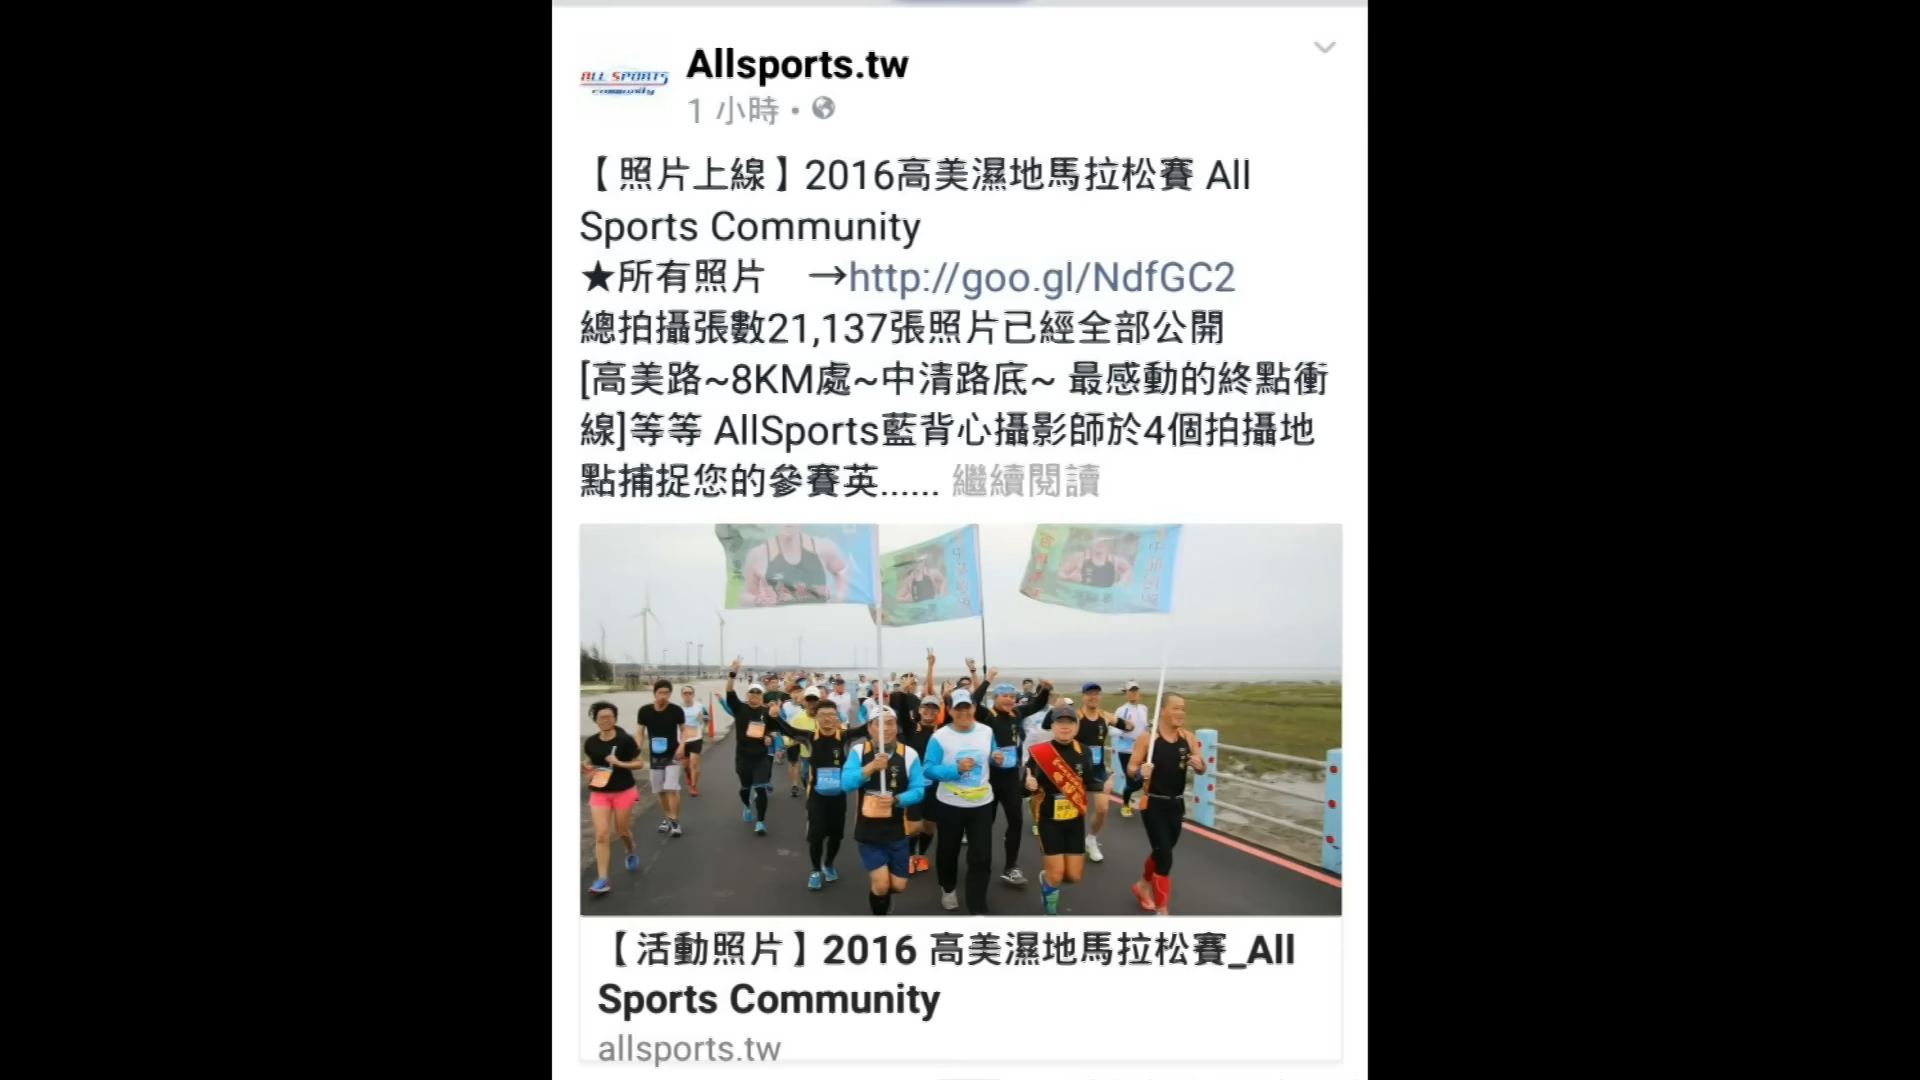 ALL SPORTS
community
Allsports.tw
1 小時 •
【照片上線】2016高美濕地馬拉松賽 All
Sports Community
★所有照片 →http://goo.gl/NdfGC2
總拍攝張數21,137張照片已經全部公開
[高美路~8KM處~中清路底~ 最感動的終點衝
線]等等 AllSports藍背心攝影師於4個拍攝地
點捕捉您的參賽英...... 繼續閱讀
【活動照片】2016 高美濕地馬拉松賽_All
Sports Community
allsports.tw